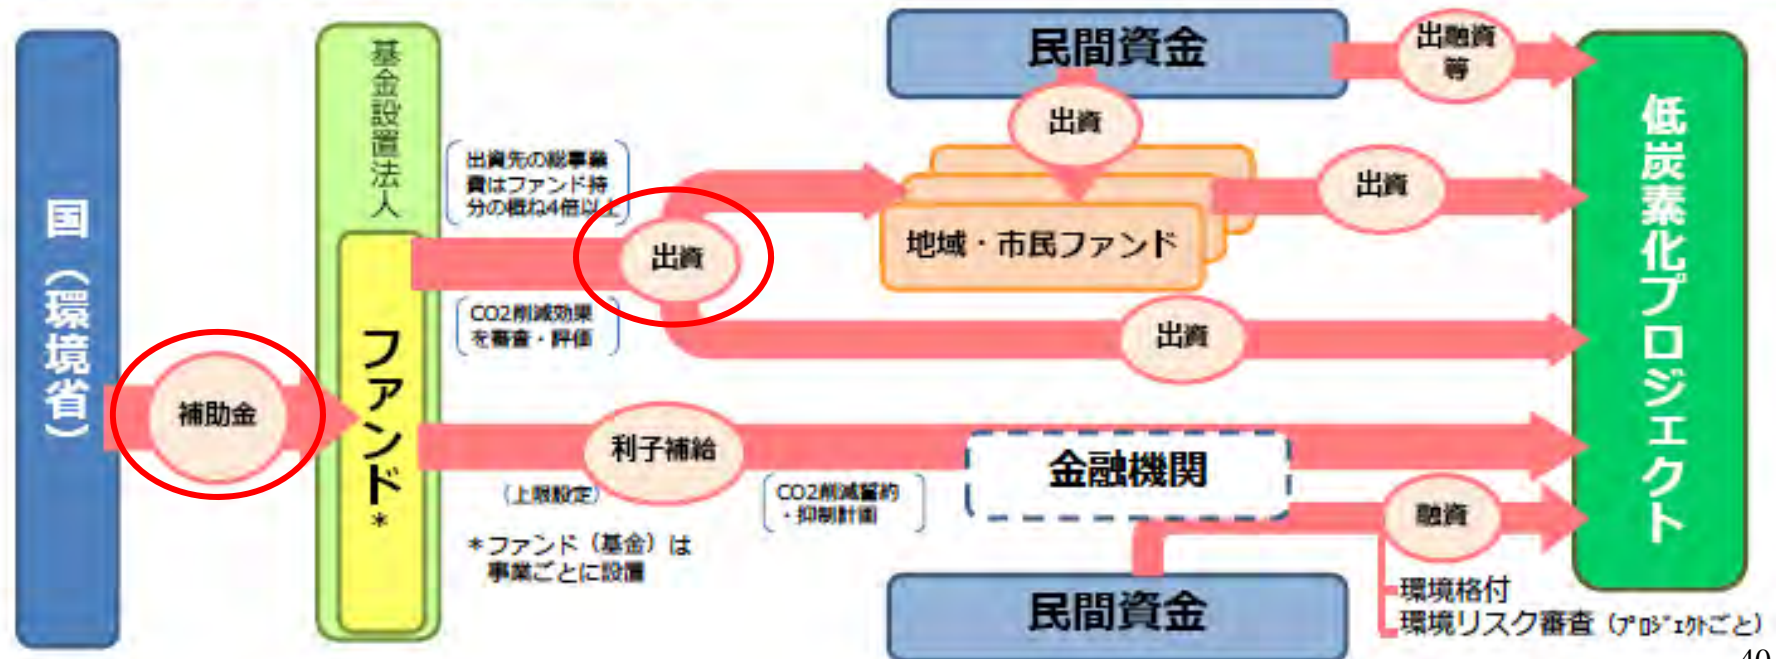 国（環境省）
補助金
基金設置法人
ファンド*
出資先の総事業
費はファンド持
分の概ね4倍以上
出資
CO2削減効果
を審査・評価
利子補給
（上限設定）
CO2削減誓約
・抑制計画
*ファンド（基金）は
事業ごとに設置
民間資金
出資
地域・市民ファンド
出資
出資
出融資
等
金融機関
民間資金
融資
環境格付
環境リスク審査（ﾌﾟﾛｼﾞｪｸﾄごと）
低炭素化プロジェクト
40